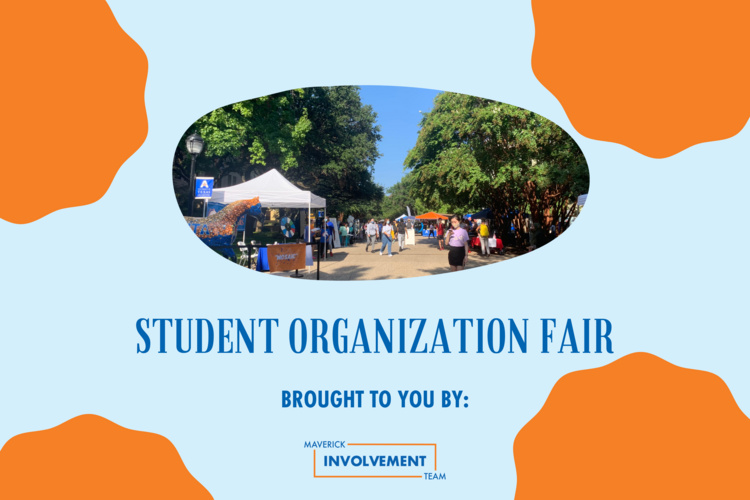 STUDENT ORGANIZATION FAIR
BROUGHT TO YOU BY:
MAVERICK
INVOLVEMENT
TEAM